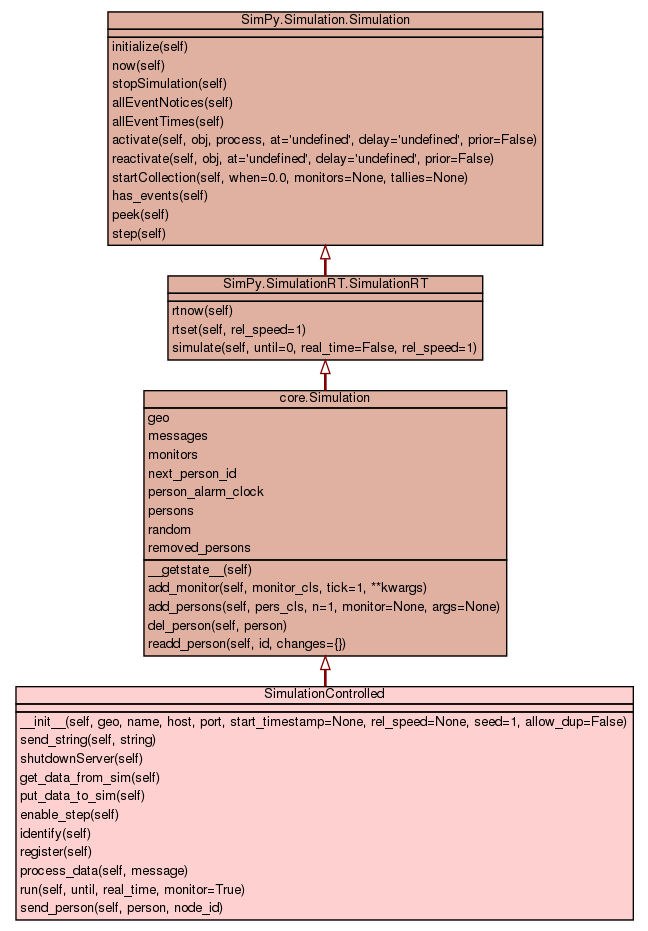 SimPy.Simulation.Simulation
initialize(self)
now(self)
stopSimulation(self)
allEventNotices(self)
allEventTimes(self)
activate(self, obj, process, at='undefined', delay='undefined', prior=False)
reactivate(self, obj, at='undefined', delay='undefined', prior=False)
startCollection(self, when=0.0, monitors=None, tallies=None)
has_events(self)
peek(self)
step(self)
SimPy.SimulationRT.SimulationRT
rtnow(self)
rtset(self, rel_speed=1)
simulate(self, until=0, real_time=False, rel_speed=1)
core.Simulation
geo
messages
monitors
next_person_id
person_alarm_clock
persons
random
removed_persons
__getstate__(self)
add_monitor(self, monitor_cls, tick=1, **kwargs)
add_persons(self, pers_cls, n=1, monitor=None, args=None)
del_person(self, person)
readd_person(self, id, changes={})
SimulationControlled
__init__(self, geo, name, host, port, start_timestamp=None, rel_speed=None, seed=1, allow_dup=False)
send_string(self, string)
shutdownServer(self)
get_data_from_sim(self)
put_data_to_sim(self)
enable_step(self)
identify(self)
register(self)
process_data(self, message)
run(self, until, real_time, monitor=True)
send_person(self, person, node_id)